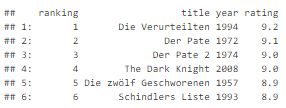 ##    ranking                 title year rating
## 1:       1      Die Verurteilten 1994    9.2
## 2:       2              Der Pate 1972    9.1
## 3:       3            Der Pate 2 1974    9.0
## 4:       4       The Dark Knight 2008    9.0
## 5:       5 Die zwölf Geschworenen 1957    8.9
## 6:       6      Schindlers Liste 1993    8.9